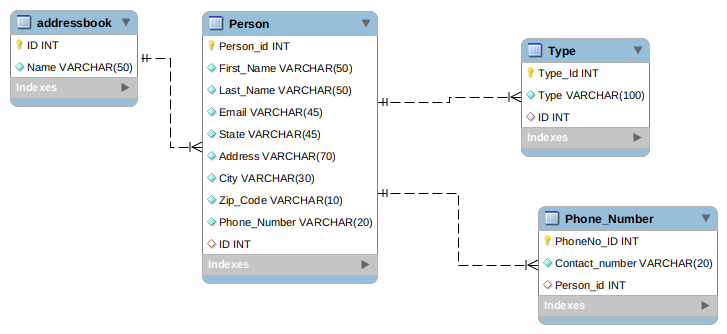 addressbook
ID INT
Name VARCHAR(50)
Indexes
Person
Person_id INT
First_Name VARCHAR(50)
Last_Name VARCHAR(50)
Email VARCHAR(45)
State VARCHAR(45)
Address VARCHAR(70)
City VARCHAR(30)
Zip_Code VARCHAR(10)
Phone_Number VARCHAR(20)
ID INT
Indexes
Type
Type_Id INT
Type VARCHAR(100)
ID INT
Indexes
Phone_Number
PhoneNo_ID INT
Contact_number VARCHAR(20)
Person_id INT
Indexes